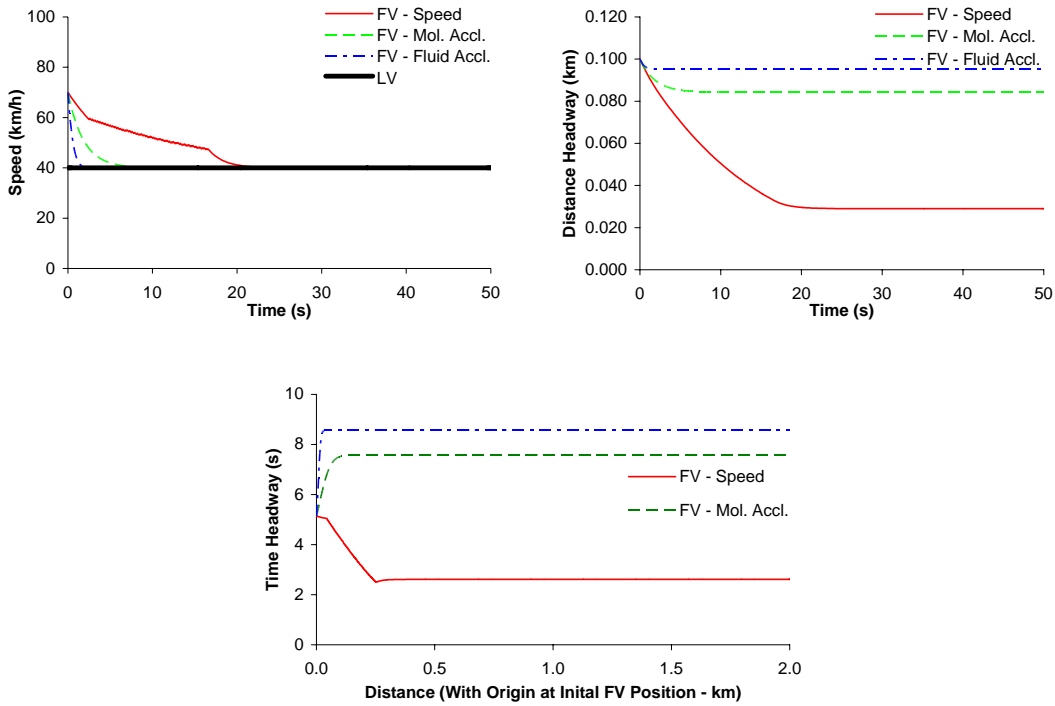 100
80
60
40
20
0
Speed (km/h)
0 10 20 30 40 50
Time (s)
FV - Speed
FV - Mol. Accl.
FV - Fluid Accl.
LV
0.120
0.100
0.080
0.060
0.040
0.020
0.000
Distance Headway (km)
0 10 20 30 40 50
Time (s)
FV - Speed
FV - Mol. Accl.
FV - Fluid Accl.
10
8
6
4
2
0
Time Headway (s)
0.0 0.5 1.0 1.5 2.0
Distance (With Origin at Inital FV Position - km)
FV - Speed
FV - Mol. Accl.